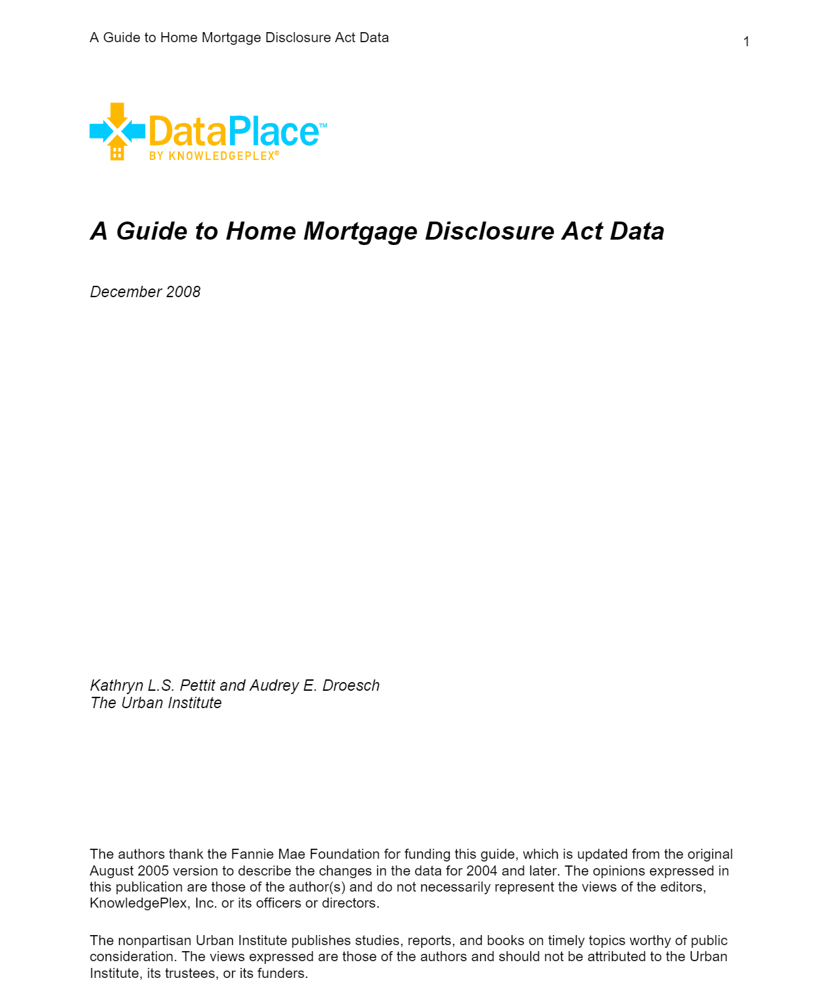 A Guide to Home Mortgage Disclosure Act Data
1
DataPlace™
BY KNOWLEDGEPLEX®
A Guide to Home Mortgage Disclosure Act Data
December 2008
Kathryn L.S. Pettit and Audrey E. Droesch
The Urban Institute
The authors thank the Fannie Mae Foundation for funding this guide, which is updated from the original
August 2005 version to describe the changes in the data for 2004 and later. The opinions expressed in
this publication are those of the author(s) and do not necessarily represent the views of the editors,
KnowledgePlex, Inc. or its officers or directors.
The nonpartisan Urban Institute publishes studies, reports, and books on timely topics worthy of public
consideration. The views expressed are those of the authors and should not be attributed to the Urban
Institute, its trustees, or its funders.